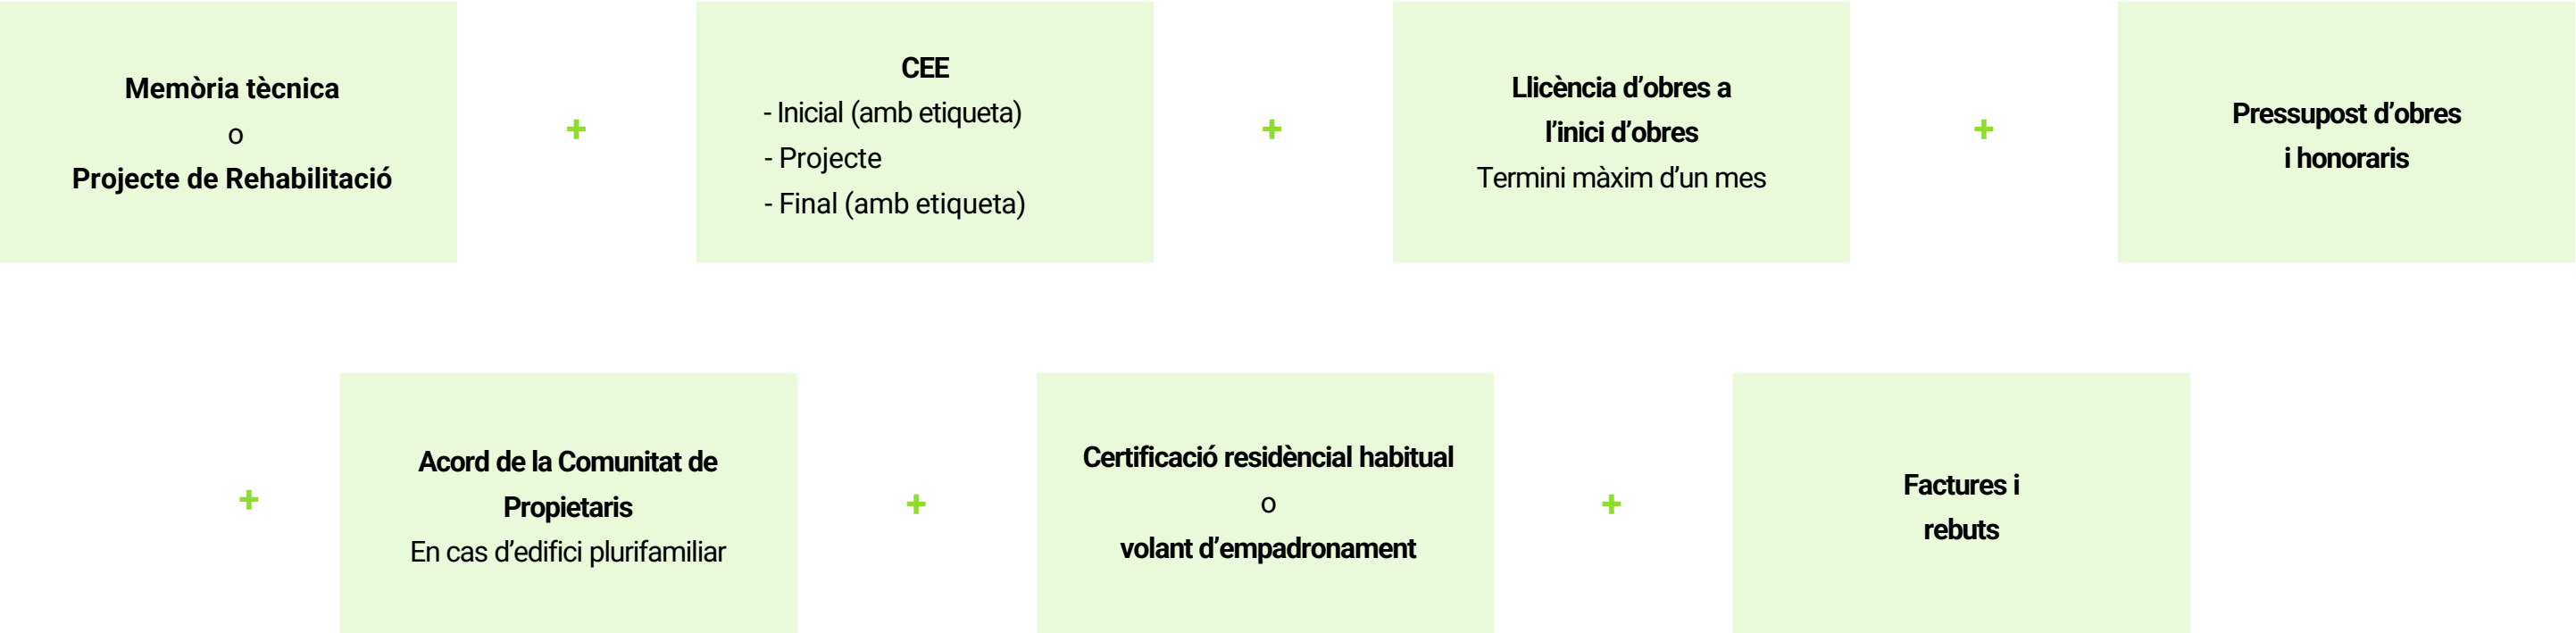 Memòria tècnica
o
Projecte de Rehabilitació
+
CEE
- Inicial (amb etiqueta)
- Projecte
- Final (amb etiqueta)
+
Llicència d’obres a
l’inici d’obres
Termini màxim d’un mes
+
Pressupost d’obres
i honoraris
+
Acord de la Comunitat de
Propietaris
En cas d’edifici plurifamiliar
+
Certificació residèncial habitual
o
volant d’empadronament
+
Factures i
rebuts